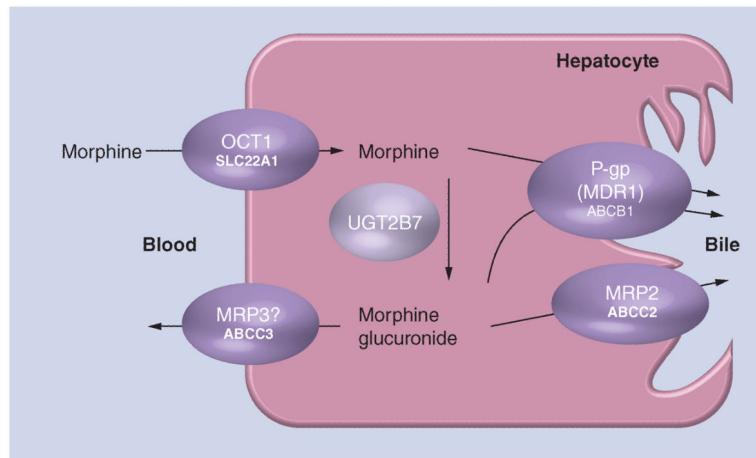 Hepatocyte
Morphine
OCT1
SLC22A1
Morphine
P-gp
(MDR1)
ABCB1
UGT2B7
Blood
Bile
MRP3?
ABCC3
Morphine
glucuronide
MRP2
ABCC2